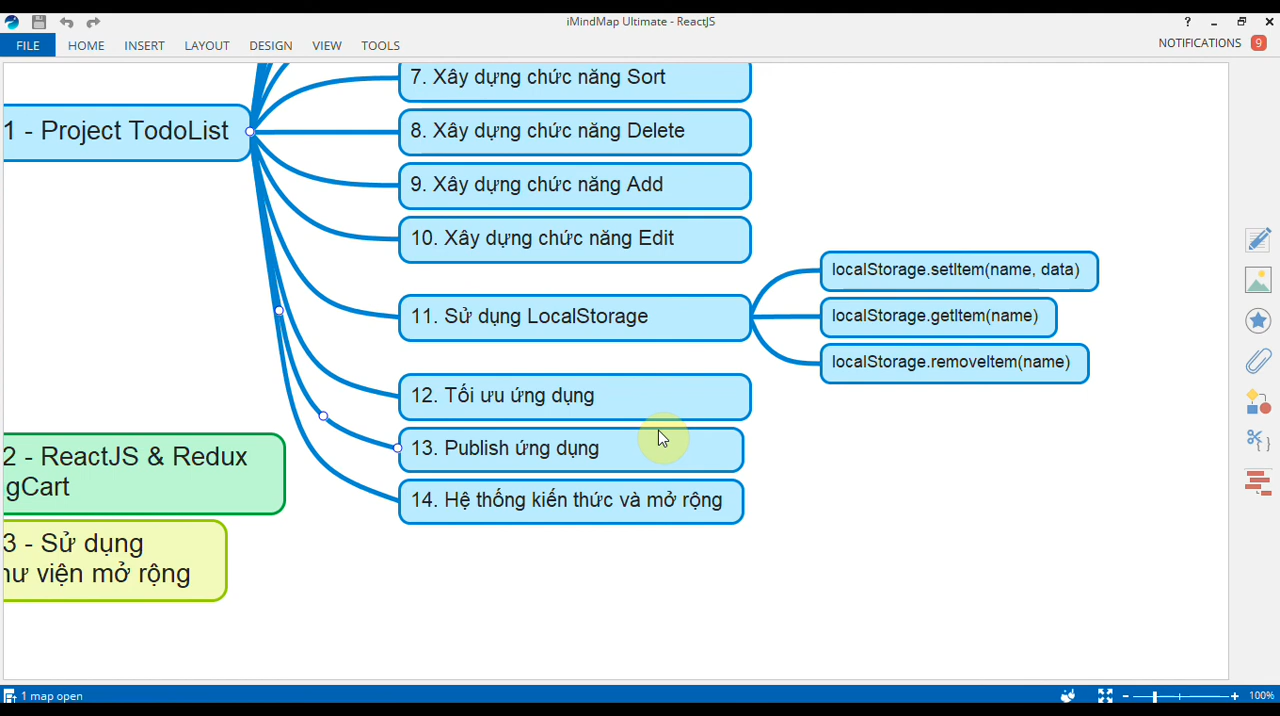 iMindMap Ultimate - ReactJS
?
FILE HOME INSERT LAYOUT DESIGN VIEW TOOLS
NOTIFICATIONS 9
1 - Project TodoList
7. Xây dựng chức năng Sort
8. Xây dựng chức năng Delete
9. Xây dựng chức năng Add
10. Xây dựng chức năng Edit
11. Sử dụng LocalStorage
localStorage.setItem(name, data)
localStorage.getItem(name)
localStorage.removeItem(name)
12. Tối ưu ứng dụng
13. Publish ứng dụng
14. Hệ thống kiến thức và mở rộng
2 - ReactJS & Redux
gCart
3 - Sử dụng
viện mở rộng
1 map open
100%